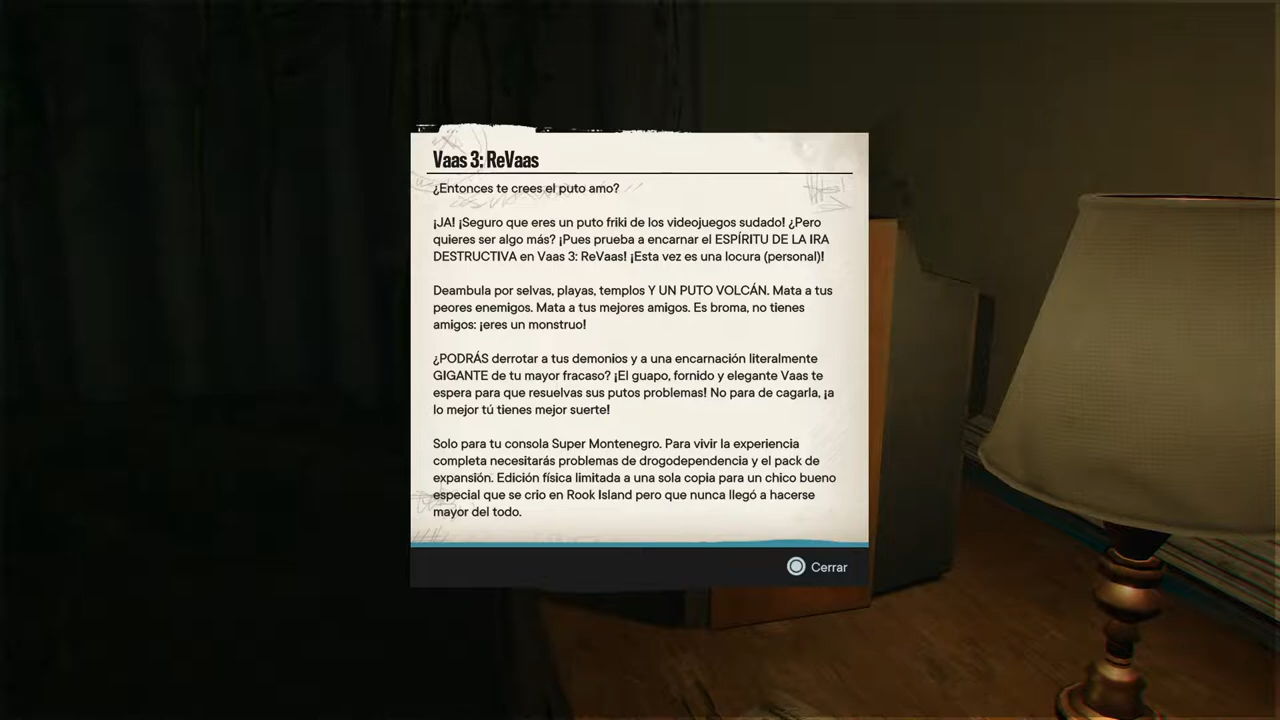 Vaas 3: ReVaas
¿Entonces te crees el puto amo?
¡JA! ¡Seguro que eres un puto friki de los videojuegos sudado! ¿Pero
quieres ser algo más? ¡Pues prueba a encarnar el ESPÍRITU DE LA IRA
DESTRUCTIVA en Vaas 3: ReVaas! ¡Esta vez es una locura (personal)!
Deambula por selvas, playas, templos Y UN PUTO VOLCÁN. Mata a tus
peores enemigos. Mata a tus mejores amigos. Es broma, no tienes
amigos: ¡eres un monstruo!
¿PODRÁS derrotar a tus demonios y a una encarnación literalmente
GIGANTE de tu mayor fracaso? ¡El guapo, fornido y elegante Vaas te
espera para que resuelvas sus putos problemas! No para de cagarla, ¡a
lo mejor tú tienes mejor suerte!
Solo para tu consola Super Montenegro. Para vivir la experiencia
completa necesitarás problemas de drogodependencia y el pack de
expansión. Edición física limitada a una sola copia para un chico bueno
especial que se crio en Rook Island pero que nunca llegó a hacerse
mayor del todo.
Cerrar